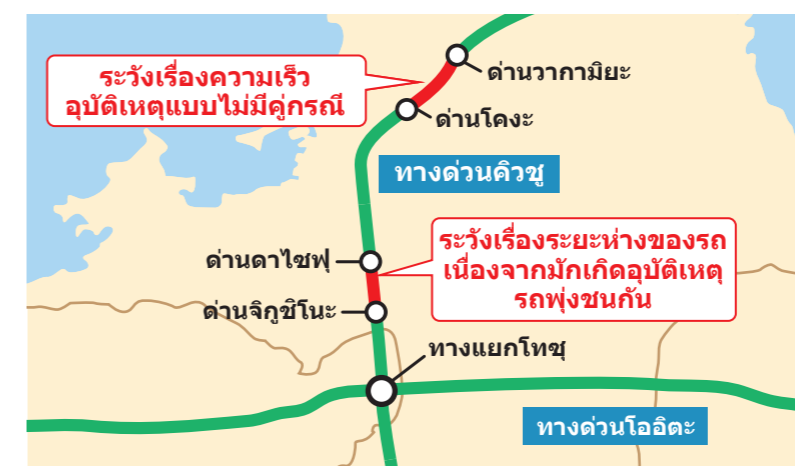 ระวังเรื่องความเร็ว
อุบัติเหตุแบบไม่มีคู่กรณี
ด่านวากามิยะ
ด่านโคงะ
ทางด่วนคิวชู
ระวังเรื่องระยะห่างของรถ
เนื่องจากมักเกิดอุบัติเหตุ
รถพุ่งชนกัน
ด่านดาไซฟุ
ด่านจิกูชิโนะ
ทางแยกโทซุ
ทางด่วนโออิตะ